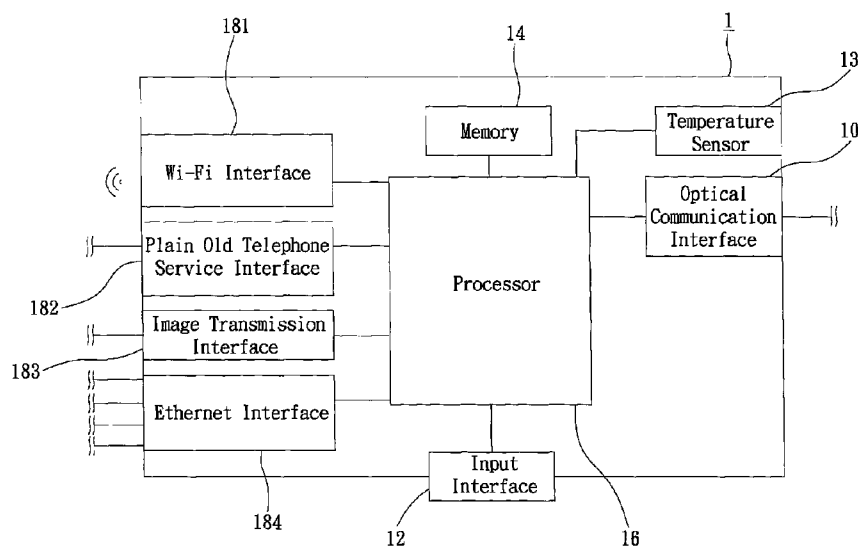 181
14
1
13
Memory
Temperature
Sensor
10
Wi-Fi Interface
Optical
Communication
Interface
Plain Old Telephone
Service Interface
182
Processor
Image Transmission
Interface
183
Ethernet Interface
184
Input
Interface
12
16